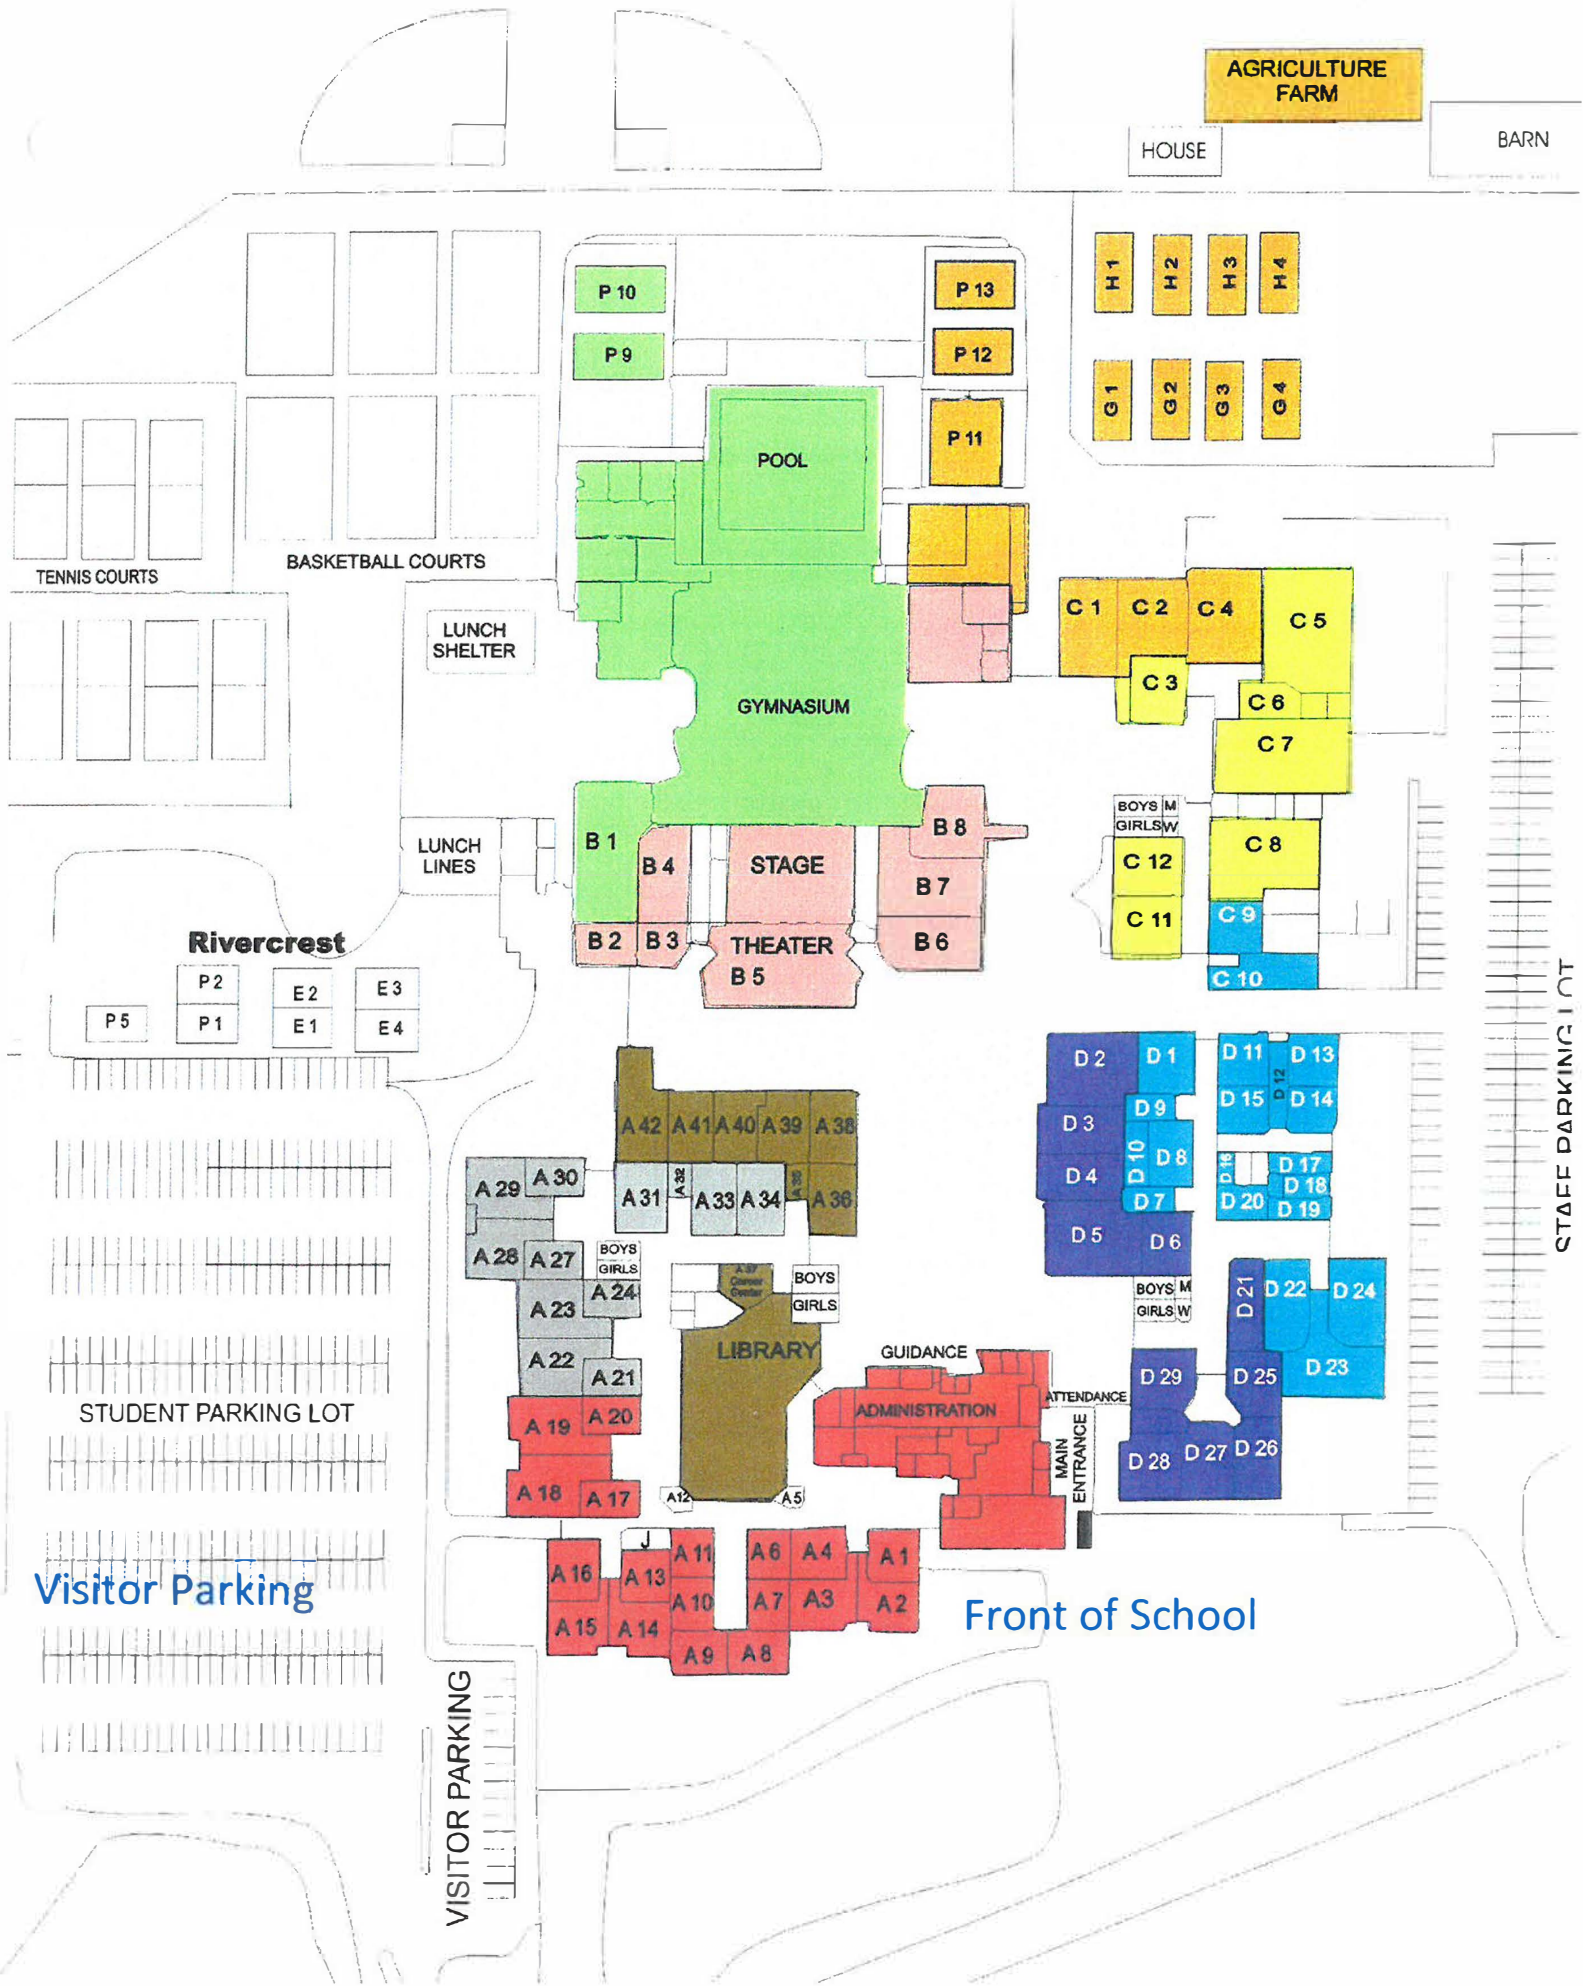 AGRICULTURE
FARM
HOUSE
BARN
H 1
H 2
H 3
H 4
P 10
P 13
P 9
P 12
G 1
G 2
G 3
G 4
P 11
POOL
TENNIS COURTS
BASKETBALL COURTS
LUNCH
SHELTER
C 1
C 2
C 4
C 5
C 3
C 6
GYMNASIUM
C 7
BOYS M
GIRLS W
B 1
B 8
LUNCH
LINES
B 4
STAGE
C 12
C 8
B 7
C 11
C 9
Rivercrest
B 2
B 3
THEATER
B 5
B 6
C 10
P 2
E 2
E 3
P 5
P 1
E 1
E 4
STAFF PARKING LOT
D 2
D 1
D 11
D 13
D 12
D 9
D 15
D 14
D 3
D 10
D 8
D 4
D 7
D 16
D 17
D 18
D 20
D 19
D 5
D 6
A 42
A 41
A 40
A 39
A 38
A 29
A 30
A 31
A 32
A 33
A 34
A 36
A 28
A 27
BOYS
GIRLS
A 24
Career
Center
BOYS
GIRLS
BOYS M
GIRLS W
D 21
D 22
D 24
A 23
A 22
A 21
LIBRARY
GUIDANCE
D 23
D 29
D 25
ATTENDANCE
STUDENT PARKING LOT
A 19
A 20
ADMINISTRATION
MAIN
ENTRANCE
D 28
D 27
D 26
A 18
A 17
A 12
A 5
J
A 16
A 13
A 11
A 6
A 4
A 1
Visitor Parking
A 15
A 14
A 10
A 7
A 3
A 2
Front of School
A 9
A 8
VISITOR PARKING